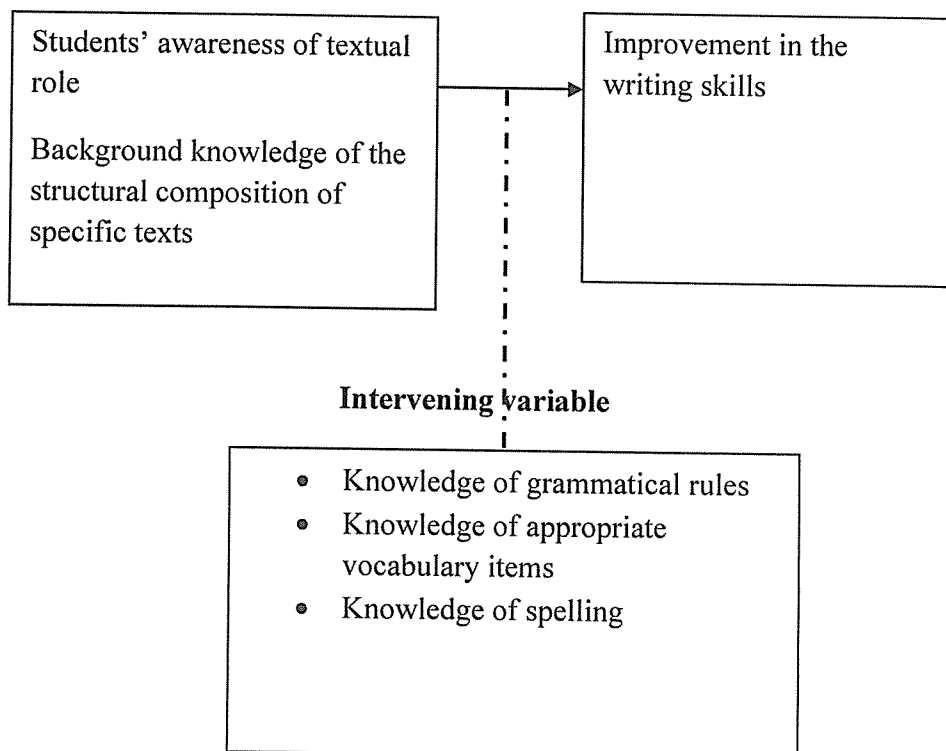 Students' awareness of textual
role
Background knowledge of the
structural composition of
specific texts
Improvement in the
writing skills
Intervening variable
• Knowledge of grammatical rules
• Knowledge of appropriate
vocabulary items
• Knowledge of spelling